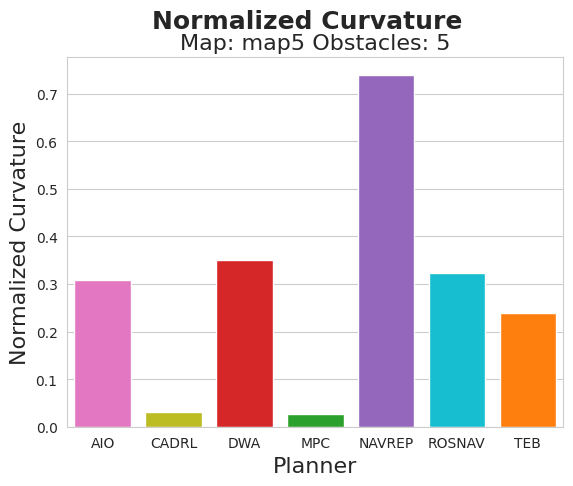 Normalized Curvature
Map: map5 Obstacles: 5
Normalized Curvature
0.7
0.6
0.5
0.4
0.3
0.2
0.1
0.0
AIO CADRL DWA MPC NAVREP ROSNAV TEB
Planner